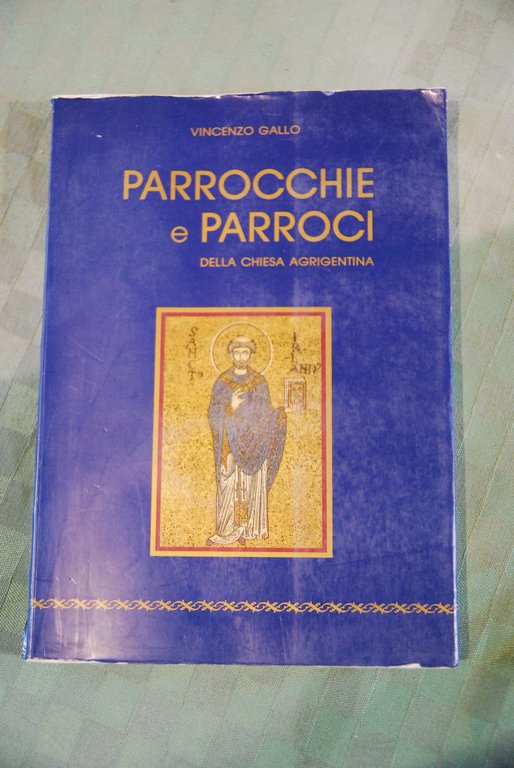 VINCENZO GALLO
PARROCCHIE
e PARROCI
DELLA CHIESA AGRIGENTINA